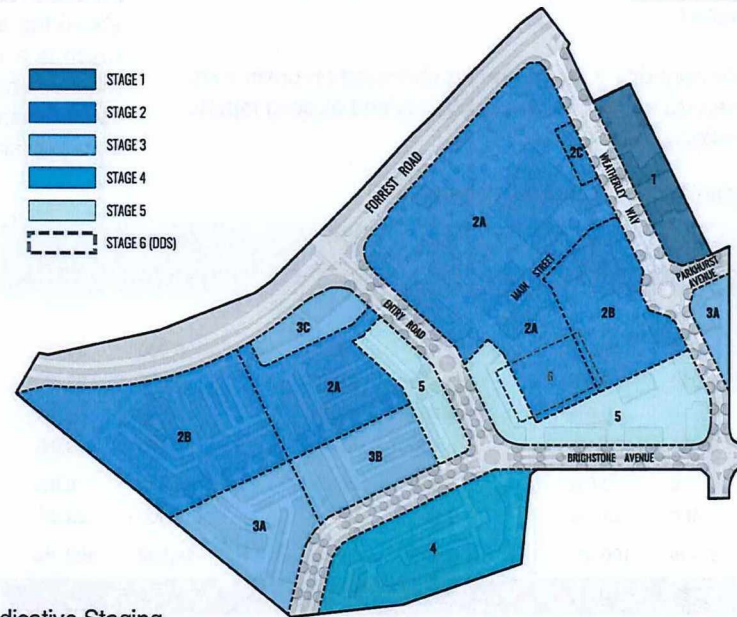 STAGE 1
STAGE 2
STAGE 3
STAGE 4
STAGE 5
STAGE 6 (DDS)
FORREST ROAD
WEATHERLEY WAY
2C
1
2A
PARKHURST
AVENUE
MAIN STREET
3A
3C
ENTRY ROAD
2A
2B
2A
5
6
2B
5
3B
BRIGHSTONE AVENUE
3A
4
dicative Staging